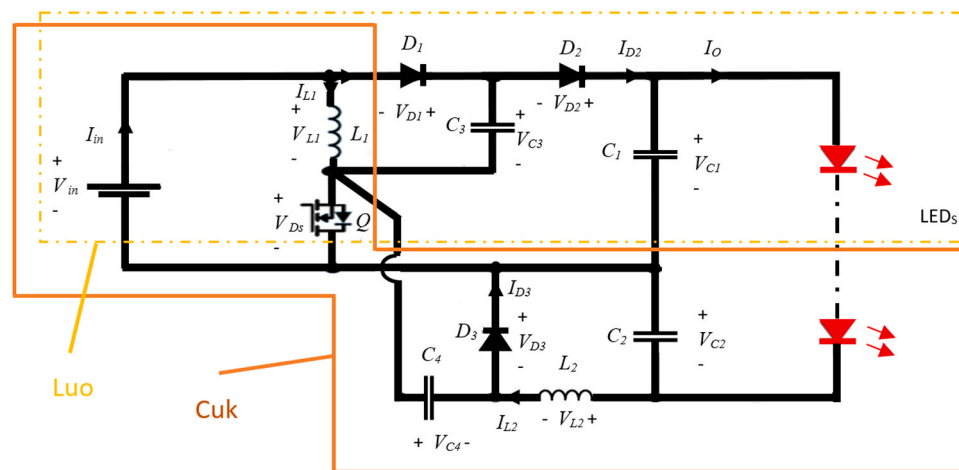 D1
D2
ID2
IO
IL1
- VD1 +
- VD2 +
Iin
+
VL1
-
L1
C3
+
VC3
-
C1
+
VC1
-
+
Vin
-
+
VDs
-
Q
LEDS
ID3
D3
+
VD3
-
C2
+
VC2
-
C4
L2
IL2
- VL2 +
+ VC4 -
Luo
Cuk